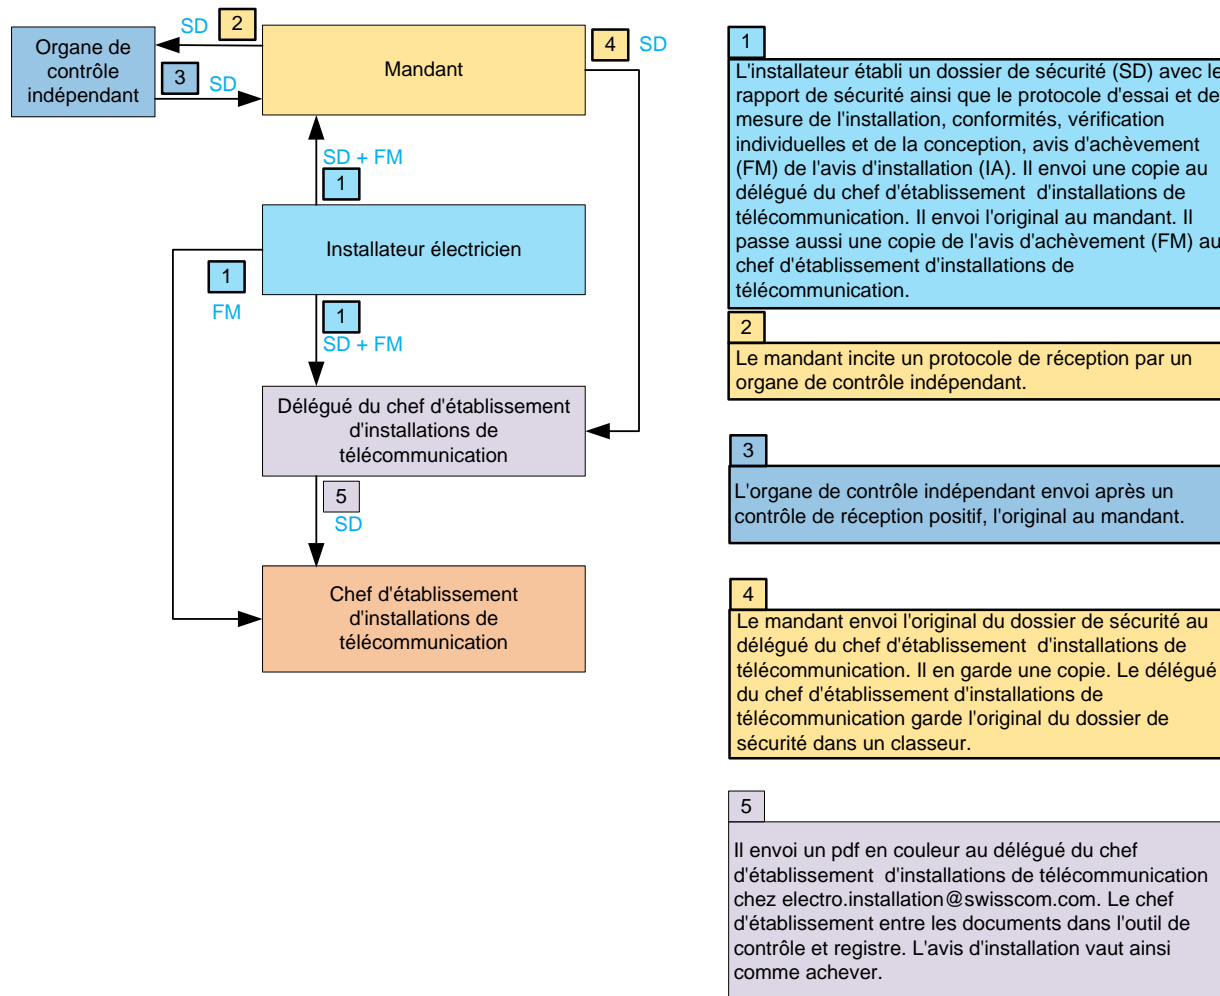 SD 2
Organe de
contrôle
indépendant
3 SD
Mandant
4 SD
SD + FM
1
Installateur électricien
1
FM
1
SD + FM
Délégué du chef d'établissement
d'installations de
télécommunication
5
SD
Chef d'établissement
d'installations de
télécommunication
1
L'installateur établi un dossier de sécurité (SD) avec le
rapport de sécurité ainsi que le protocole d'essai et de
mesure de l'installation, conformités, vérification
individuelles et de la conception, avis d'achèvement
(FM) de l'avis d'installation (IA). Il envoi une copie au
délégué du chef d'établissement d'installations de
télécommunication. Il envoi l'original au mandant. Il
passe aussi une copie de l'avis d'achèvement (FM) au
chef d'établissement d'installations de
télécommunication.
2
Le mandant incite un protocole de réception par un
organe de contrôle indépendant.
3
L'organe de contrôle indépendant envoi après un
contrôle de réception positif, l'original au mandant.
4
Le mandant envoi l'original du dossier de sécurité au
délégué du chef d'établissement d'installations de
télécommunication. Il en garde une copie. Le délégué
du chef d'établissement d'installations de
télécommunication garde l'original du dossier de
sécurité dans un classeur.
5
Il envoi un pdf en couleur au délégué du chef
d'établissement d'installations de télécommunication
chez electro.installation@swisscom.com. Le chef
d'établissement entre les documents dans l'outil de
contrôle et registre. L'avis d'installation vaut ainsi
comme achever.